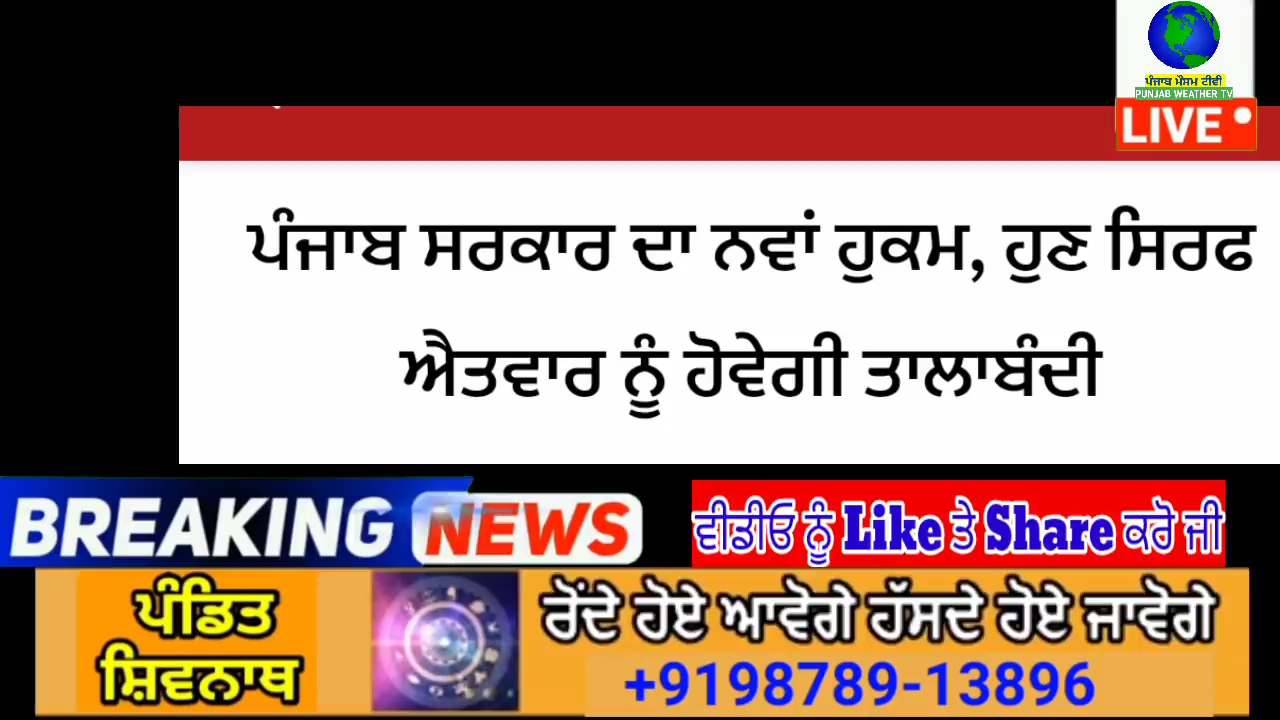 ਪੰਜਾਬ ਮੌਸਮ ਟੀਵੀ
PUNJAB WEATHER TV
LIVE
ਪੰਜਾਬ ਸਰਕਾਰ ਦਾ ਨਵਾਂ ਹੁਕਮ, ਹੁਣ ਸਿਰਫ
ਐਤਵਾਰ ਨੂੰ ਹੋਵੇਗੀ ਤਾਲਾਬੰਦੀ
BREAKING NEWS
ਵੀਡੀਓ ਨੂੰ Like ਤੇ Share ਕਰੋ ਜੀ
ਪੰਡਿਤ
ਸ਼ਿਵਨਾਥ
ਰੋਂਦੇ ਹੋਏ ਆਵੋਗੇ ਹੱਸਦੇ ਹੋਏ ਜਾਵੋਗੇ
+9198789-13896